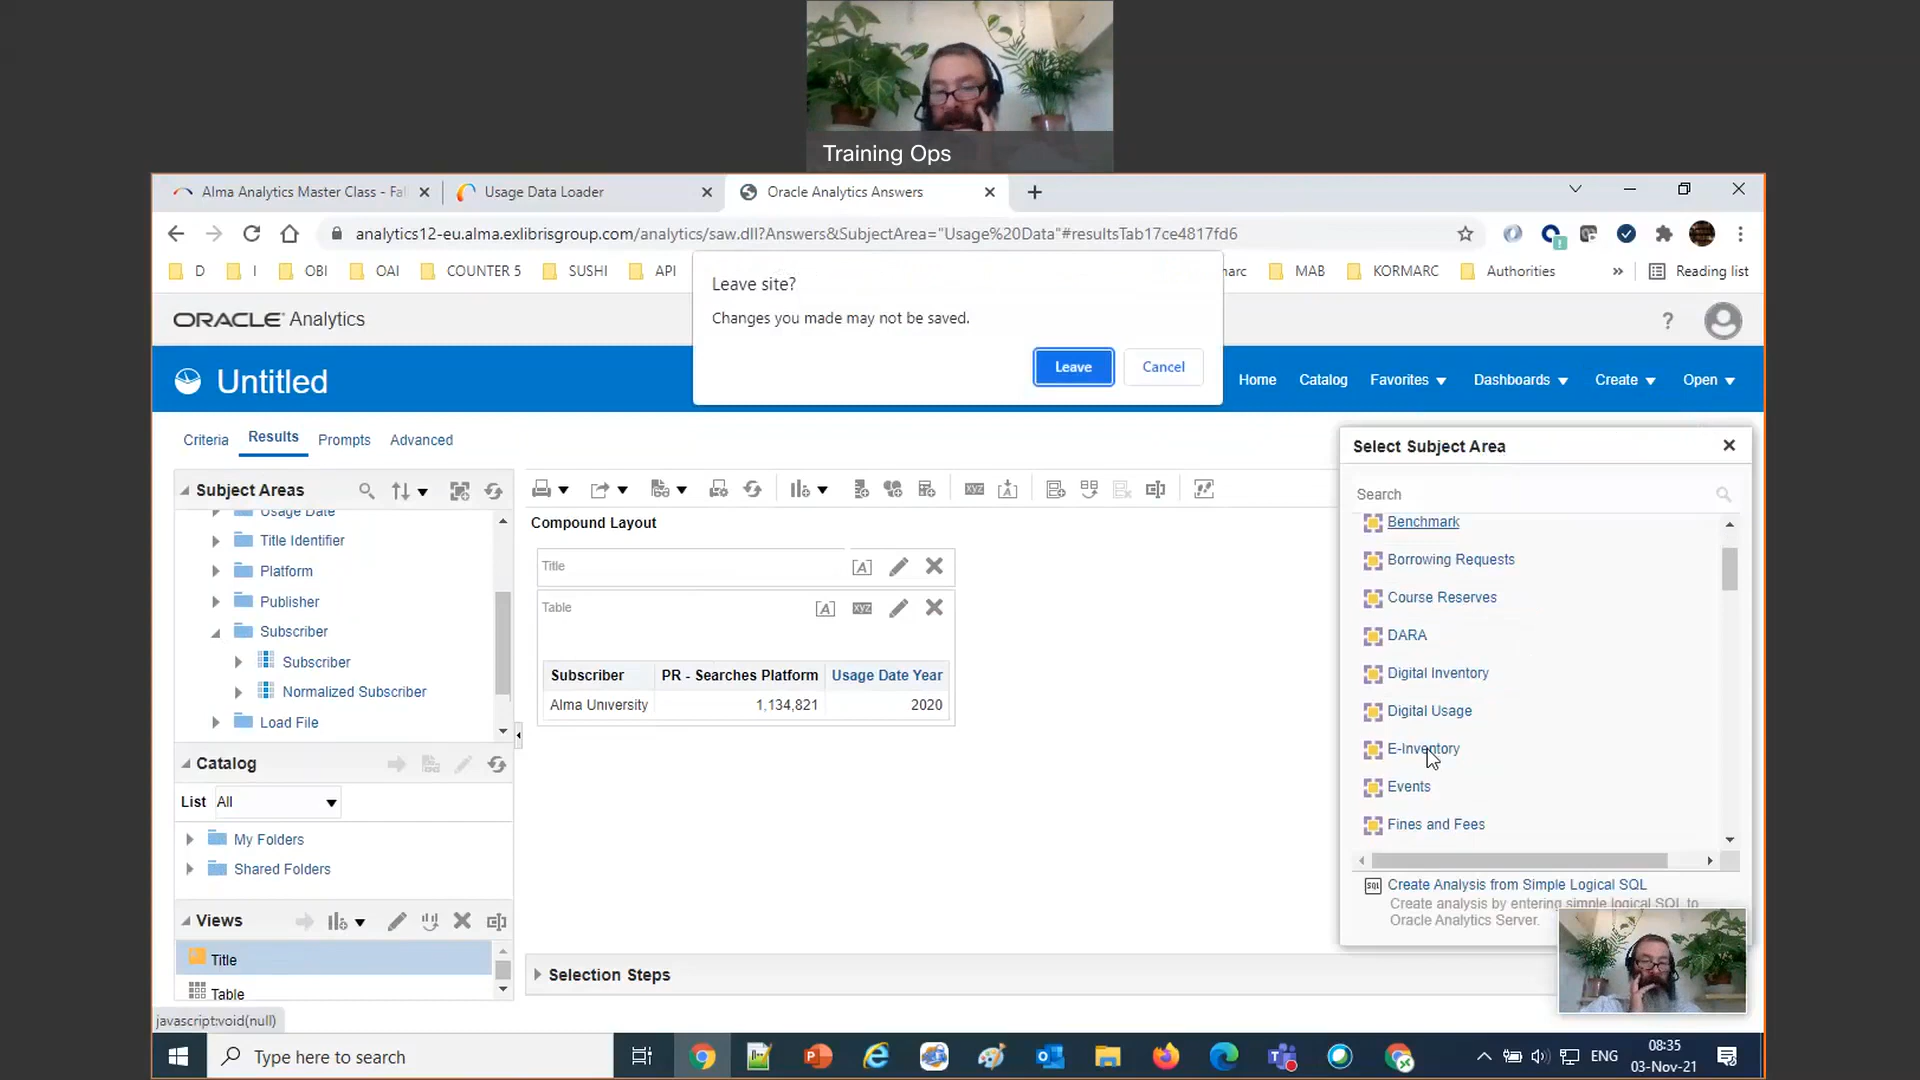 Training Ops
Alma Analytics Master Class - Fal
Usage Data Loader
Oracle Analytics Answers
analytics12-eu.alma.exlibrisgroup.com/analytics/saw.dll?Answers&SubjectArea="Usage%20Data"#resultsTab17ce4817fd6
D
I
OBI
OAI
COUNTER 5
SUSHI
API
arc
MAB
KORMARC
Authorities
»
Reading list
Leave site?
Changes you made may not be saved.
Leave
Cancel
ORACLE Analytics
?
Untitled
Home
Catalog
Favorites
Dashboards
Create
Open
Criteria
Results
Prompts
Advanced
Subject Areas
Usage Date
Title Identifier
Platform
Publisher
Subscriber
Subscriber
Normalized Subscriber
Load File
Catalog
List All
My Folders
Shared Folders
Views
Title
Table
javascript:void(null)
xyz
Compound Layout
Title
A
Table
A
xyz
Subscriber PR - Searches Platform Usage Date Year
Alma University 1,134,821 2020
Selection Steps
Select Subject Area
Search
Benchmark
Borrowing Requests
Course Reserves
DARA
Digital Inventory
Digital Usage
E-Inventory
Events
Fines and Fees
SQL
Create Analysis from Simple Logical SQL
Create analysis by entering simple logical SQL to
Oracle Analytics Server.
Type here to search
ENG
08:35
03-Nov-21